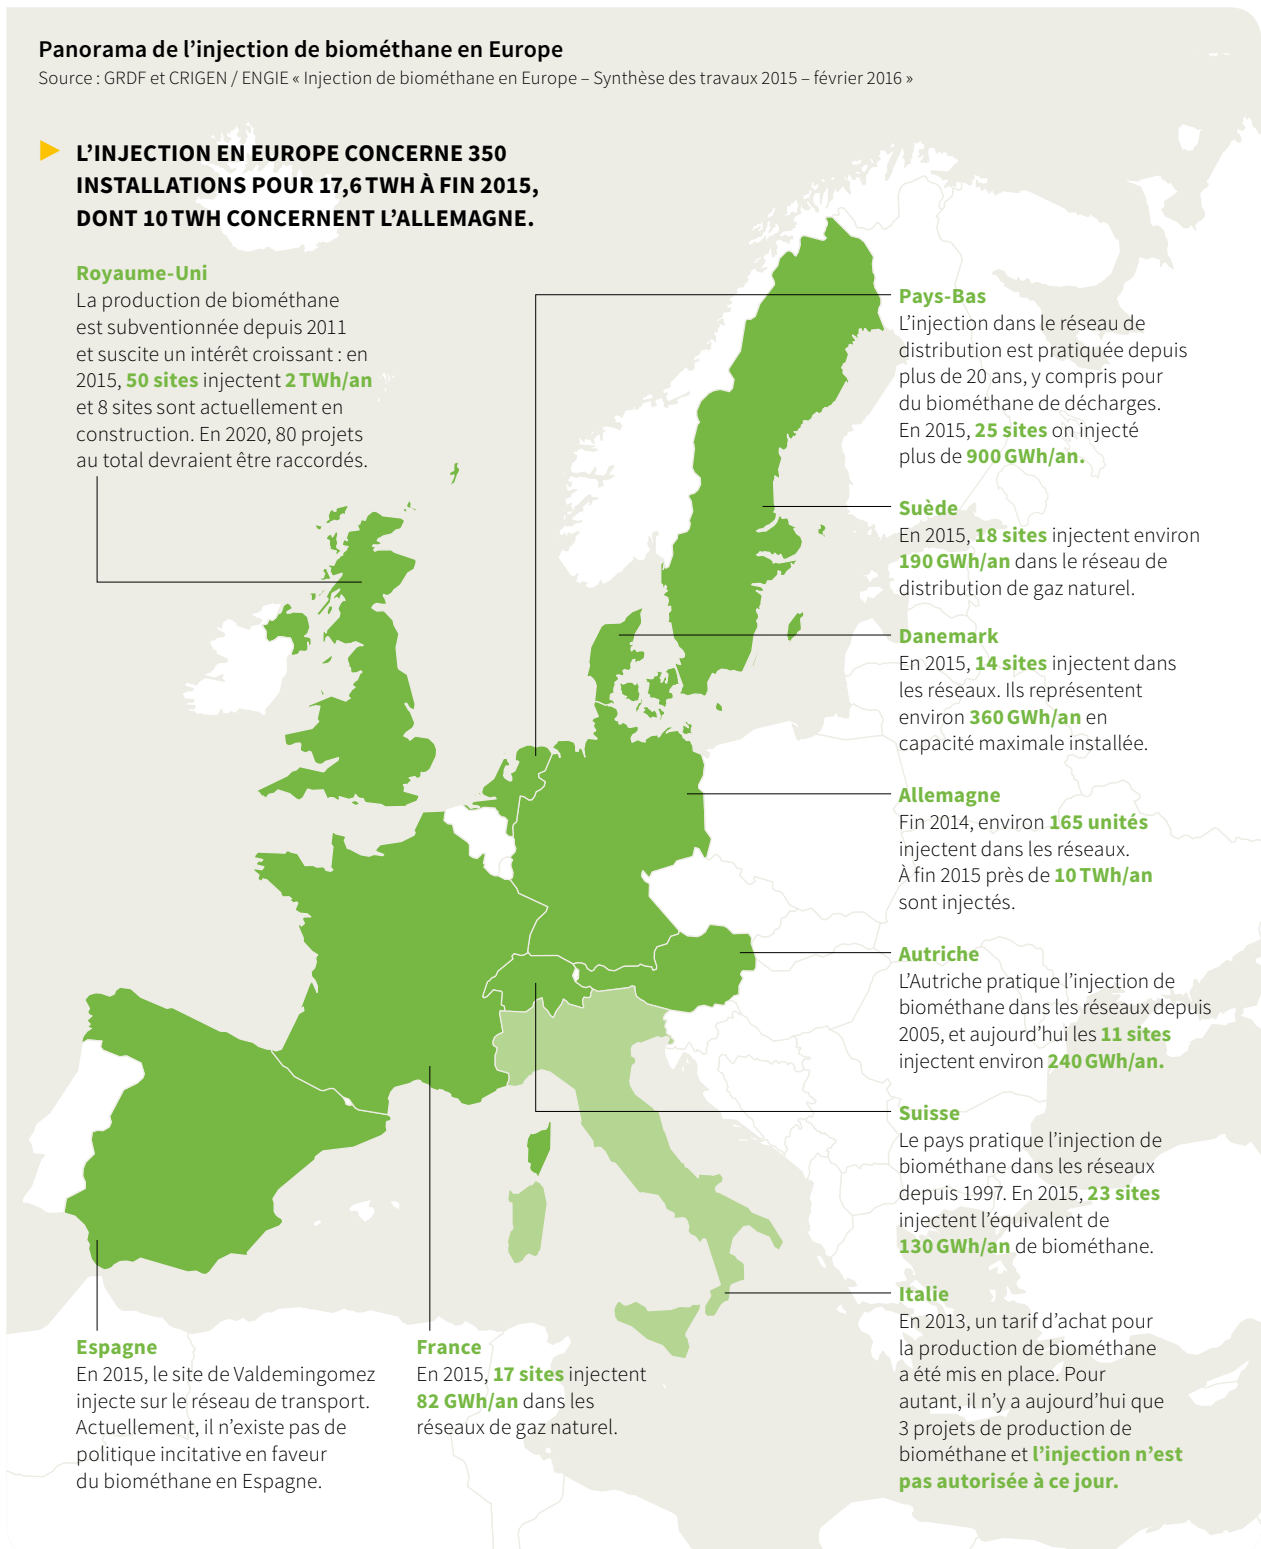 Panorama de l’injection de biométhane en Europe
Source : GRDF et CRIGEN / ENGIE « Injection de biométhane en Europe – Synthèse des travaux 2015 – février 2016 »
L’INJECTION EN EUROPE CONCERNE 350
INSTALLATIONS POUR 17,6 TWH À FIN 2015,
DONT 10 TWH CONCERNENT L’ALLEMAGNE.
Royaume-Uni
La production de biométhane
est subventionnée depuis 2011
et suscite un intérêt croissant : en
2015, 50 sites injectent 2 TWh/an
et 8 sites sont actuellement en
construction. En 2020, 80 projets
au total devraient être raccordés.
Pays-Bas
L’injection dans le réseau de
distribution est pratiquée depuis
plus de 20 ans, y compris pour
du biométhane de décharges.
En 2015, 25 sites on injecté
plus de 900 GWh/an.
Suède
En 2015, 18 sites injectent environ
190 GWh/an dans le réseau de
distribution de gaz naturel.
Danemark
En 2015, 14 sites injectent dans
les réseaux. Ils représentent
environ 360 GWh/an en
capacité maximale installée.
Allemagne
Fin 2014, environ 165 unités
injectent dans les réseaux.
À fin 2015 près de 10 TWh/an
sont injectés.
Autriche
L’Autriche pratique l’injection de
biométhane dans les réseaux depuis
2005, et aujourd’hui les 11 sites
injectent environ 240 GWh/an.
Suisse
Le pays pratique l’injection de
biométhane dans les réseaux
depuis 1997. En 2015, 23 sites
injectent l’équivalent de
130 GWh/an de biométhane.
Italie
En 2013, un tarif d’achat pour
la production de biométhane
a été mis en place. Pour
autant, il n’y a aujourd’hui que
3 projets de production de
biométhane et l’injection n’est
pas autorisée à ce jour.
Espagne
En 2015, le site de Valdemingomez
injecte sur le réseau de transport.
Actuellement, il n’existe pas de
politique incitative en faveur
du biométhane en Espagne.
France
En 2015, 17 sites injectent
82 GWh/an dans les
réseaux de gaz naturel.